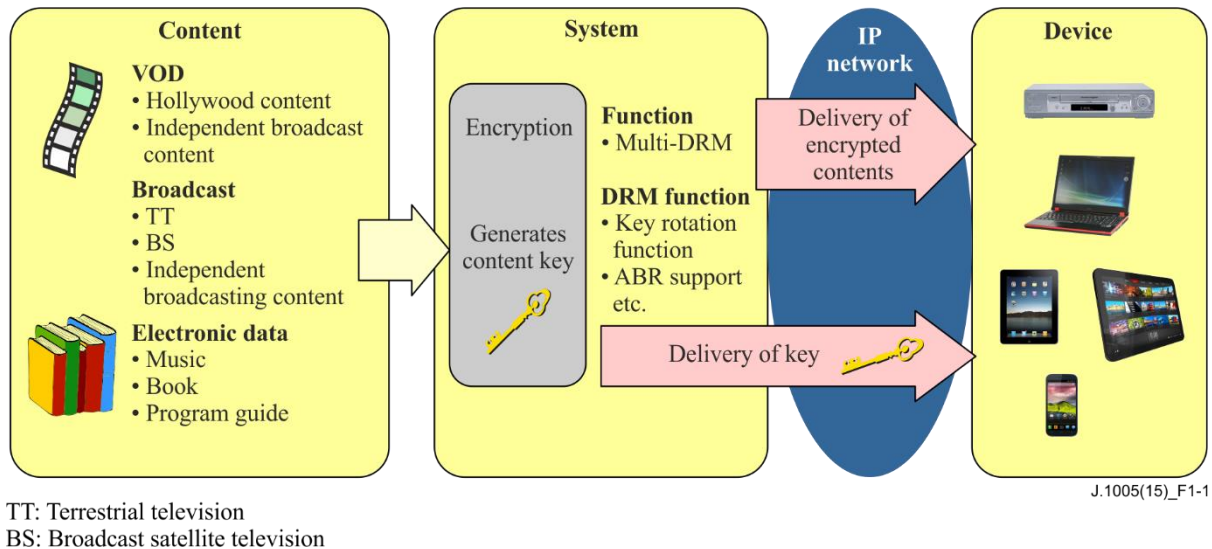 Content
VOD
• Hollywood content
• Independent broadcast
content
Broadcast
• TT
• BS
• Independent
broadcasting content
Electronic data
• Music
• Book
• Program guide
System
Encryption
Generates
content key
Function
• Multi-DRM
DRM function
• Key rotation
function
• ABR support
etc.
IP
network
Delivery of
encrypted
contents
Delivery of key
Device
J.1005(15)_F1-1
TT: Terrestrial television
BS: Broadcast satellite television